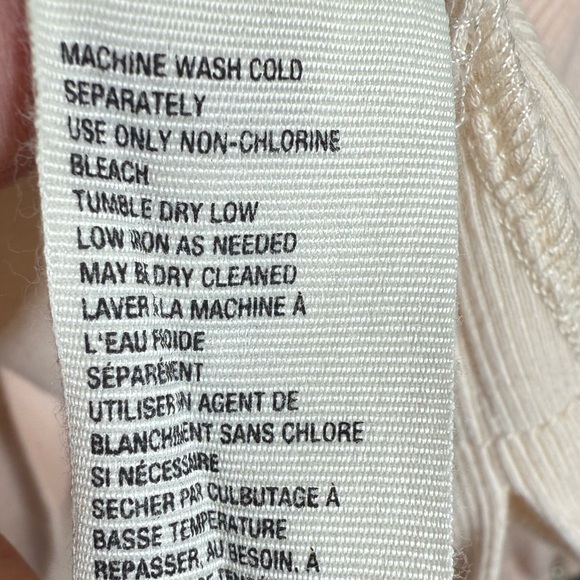 MACHINE WASH COLD
SEPARATELY
USE ONLY NON-CHLORINE
BLEACH
TUMBLE DRY LOW
LOW IRON AS NEEDED
MAY BE DRY CLEANED
LAVER À LA MACHINE À
L'EAU FROIDE
SÉPARÉMENT
UTILISER UN AGENT DE
BLANCHIMENT SANS CHLORE
SI NÉCESSAIRE
SECHER PAR CULBUTAGE À
BASSE TEMPERATURE
REPASSER, AU BESOIN, À